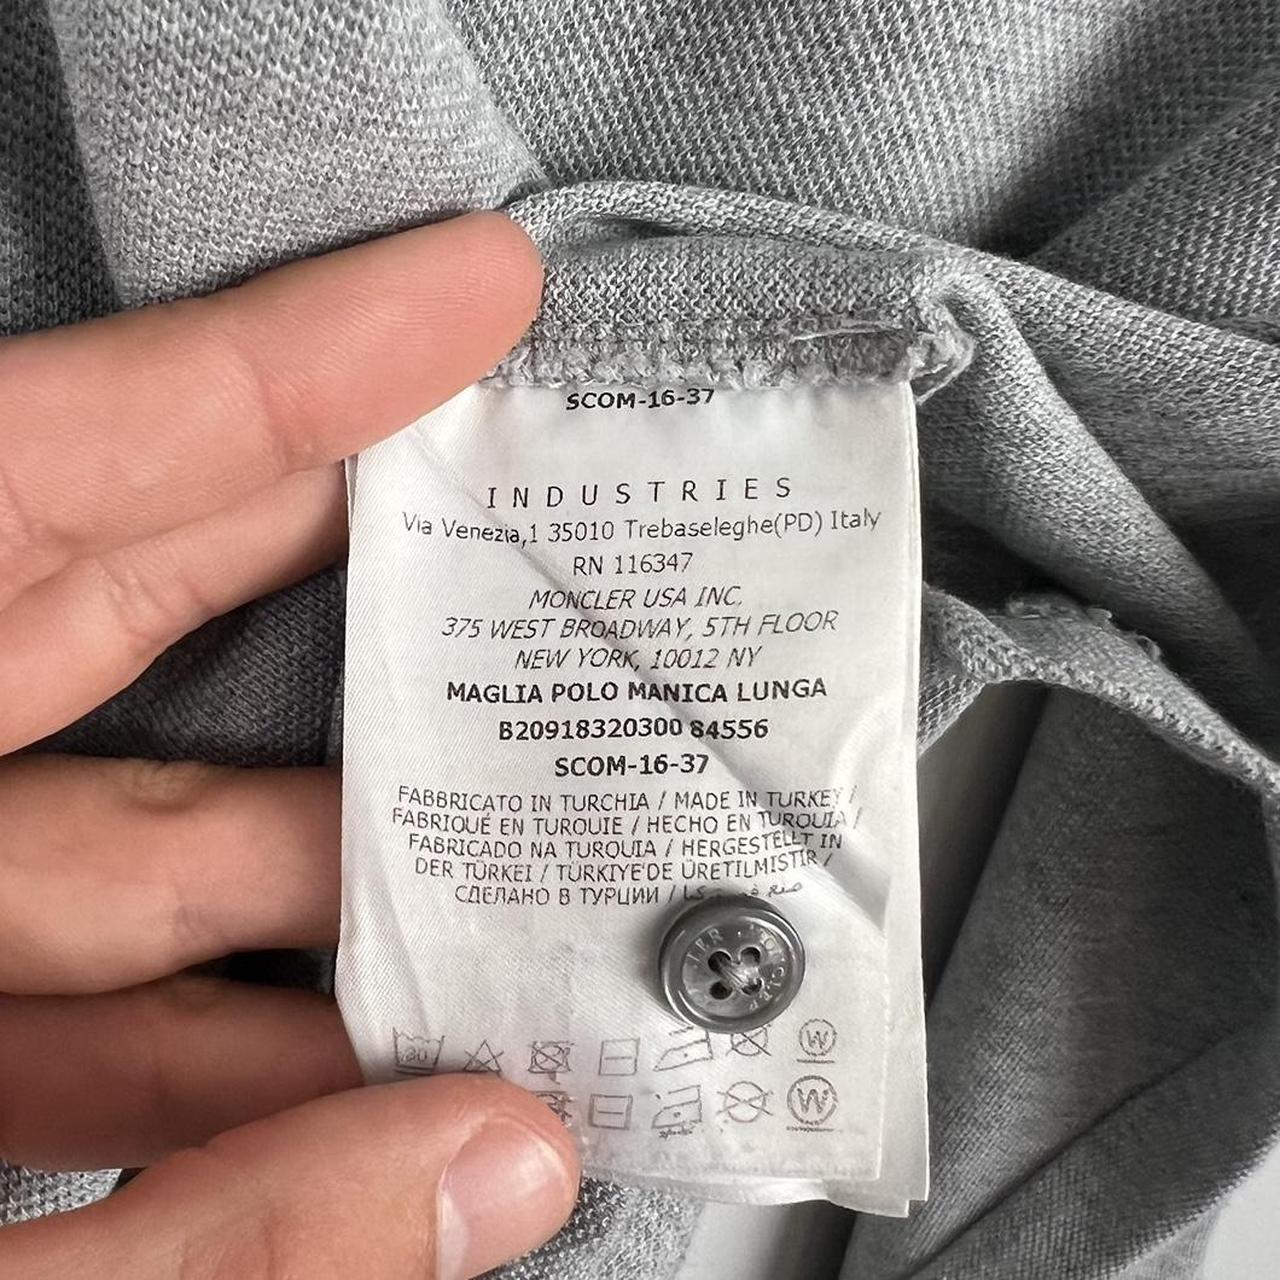 SCOM-16-37
INDUSTRIES
Via Venezia,1 35010 Trebaseleghe(PD) Italy
RN 116347
MONCLER USA INC.
375 WEST BROADWAY, 5TH FLOOR
NEW YORK, 10012 NY
MAGLIA POLO MANICA LUNGA
B20918320300 84556
SCOM-16-37
FABBRICATO IN TURCHIA / MADE IN TURKEY /
FABRIQUÉ EN TURQUIE / HECHO EN TURQUIA /
FABRICADO NA TURQUIA / HERGESTELLT IN
DER TÜRKEI / TÜRKIYE'DE ÜRETILMISTIR /
СДЕЛАНО В ТУРЦИИ / صنع في
MONCLER
W
W